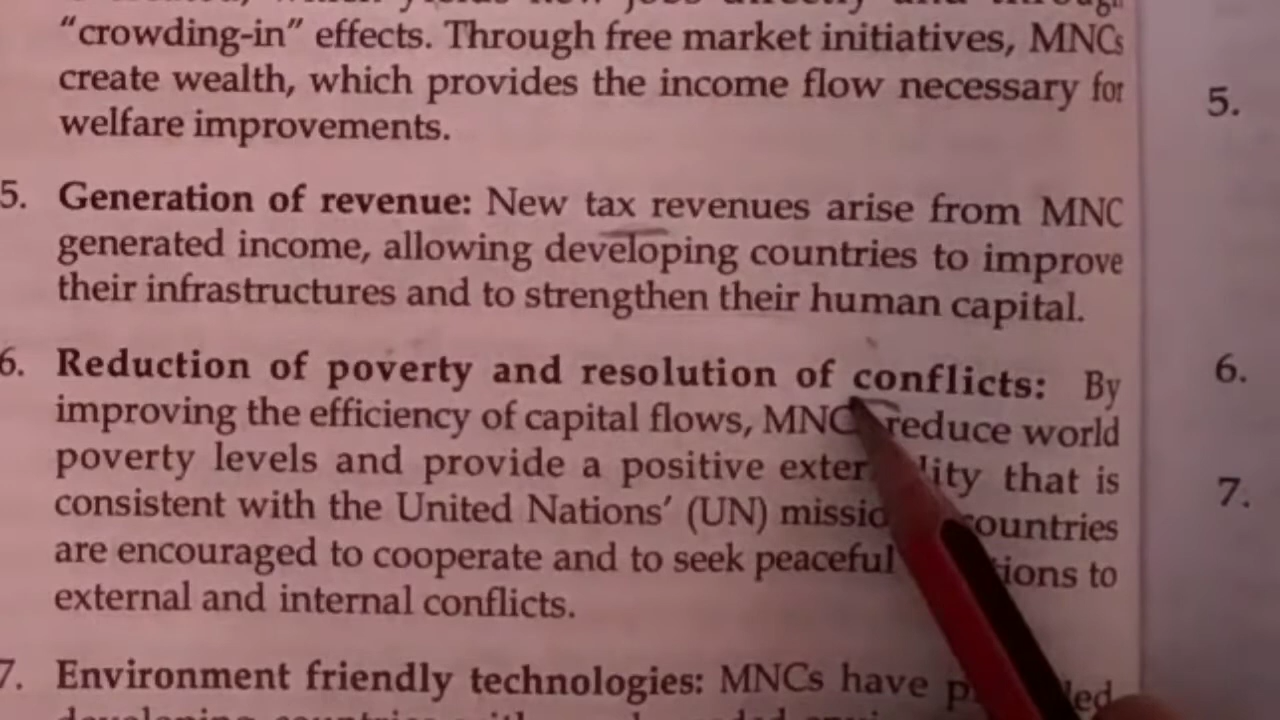 "crowding-in" effects. Through free market initiatives, MNCs
create wealth, which provides the income flow necessary for
welfare improvements.
5. Generation of revenue: New tax revenues arise from MNC
generated income, allowing developing countries to improve
their infrastructures and to strengthen their human capital.
6. Reduction of poverty and resolution of conflicts: By
improving the efficiency of capital flows, MNC reduce world
poverty levels and provide a positive that is
consistent with the United Nations' (UN) countries
are encouraged to cooperate and to seek peaceful to
external and internal conflicts.
7. Environment friendly technologies: MNCs have
5.
6.
7.